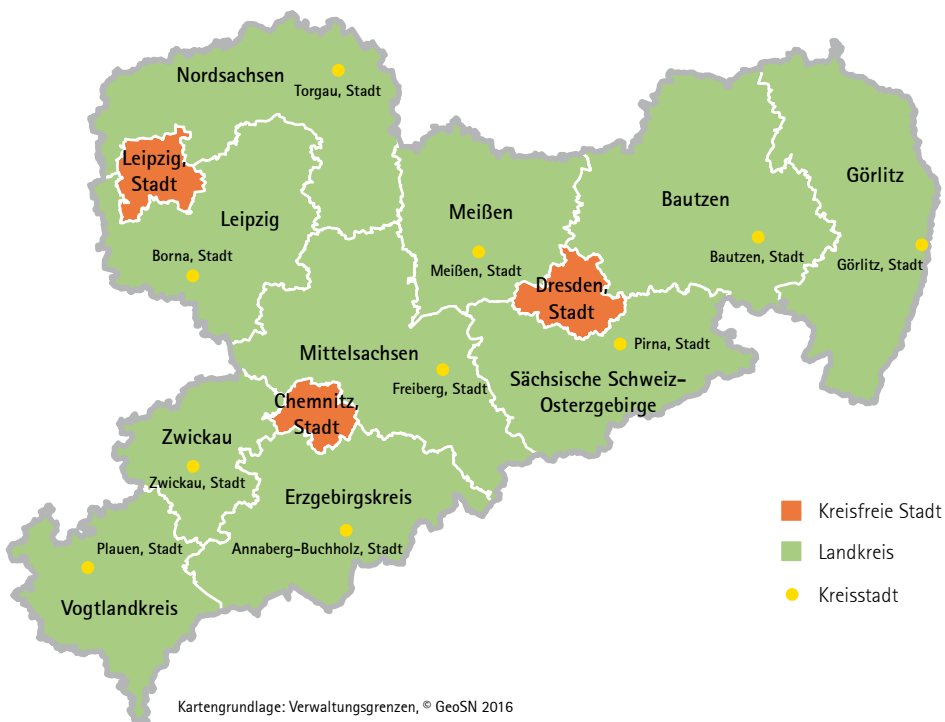 Nordsachsen
Torgau, Stadt
Leipzig,
Stadt
Leipzig
Borna, Stadt
Meißen
Meißen, Stadt
Bautzen
Bautzen, Stadt
Görlitz
Görlitz, Stadt
Dresden,
Stadt
Pirna, Stadt
Sächsische Schweiz-
Osterzgebirge
Mittelsachsen
Freiberg, Stadt
Chemnitz,
Stadt
Zwickau
Zwickau, Stadt
Erzgebirgskreis
Annaberg-Buchholz, Stadt
Plauen, Stadt
Vogtlandkreis
Kreisfreie Stadt
Landkreis
Kreisstadt
Kartengrundlage: Verwaltungsgrenzen, © GeoSN 2016